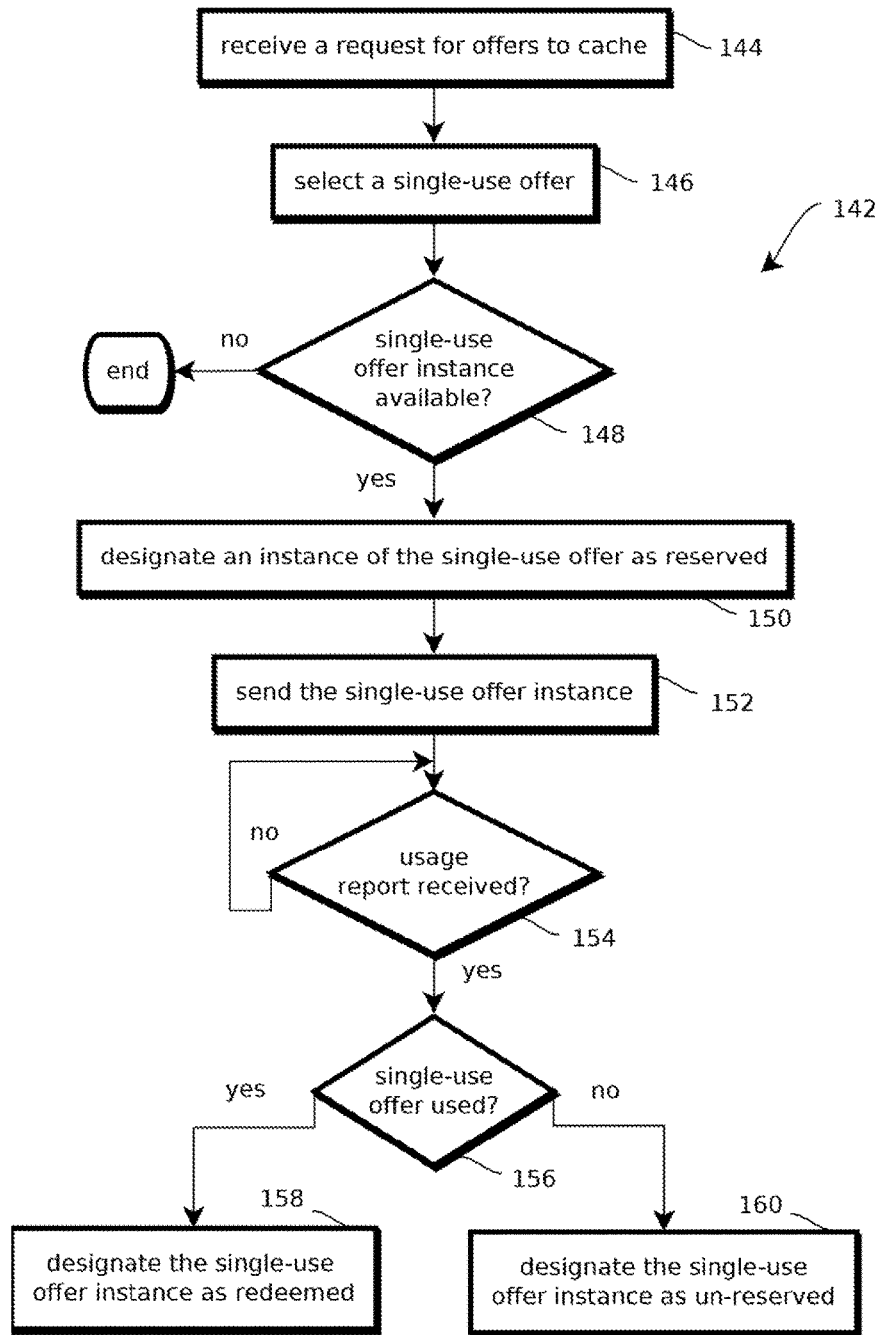 receive a request for offers to cache
144
select a single-use offer
146
142
single-use
offer instance
available?
no
end
148
yes
designate an instance of the single-use offer as reserved
150
send the single-use offer instance
152
no
usage
report received?
154
yes
single-use
offer used?
yes
no
156
158
160
designate the single-use
offer instance as redeemed
designate the single-use
offer instance as un-reserved